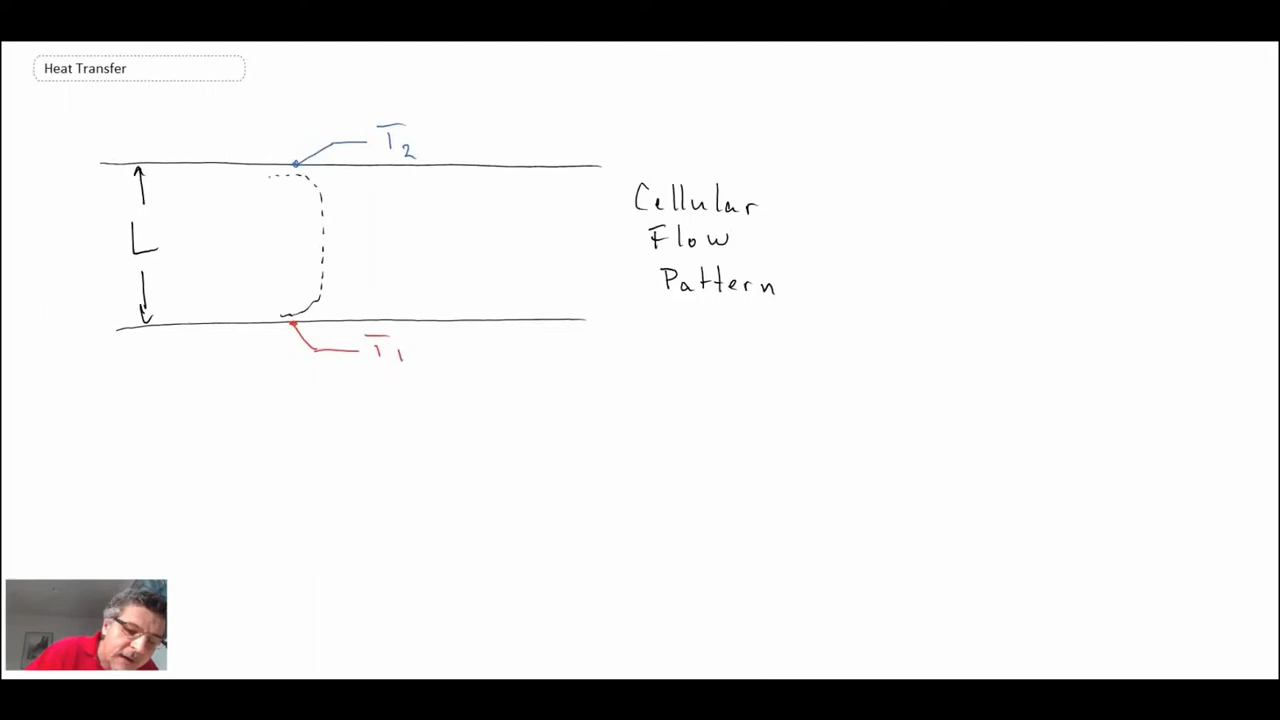 Heat Transfer
T2
L
Cellular
Flow
Pattern
T1